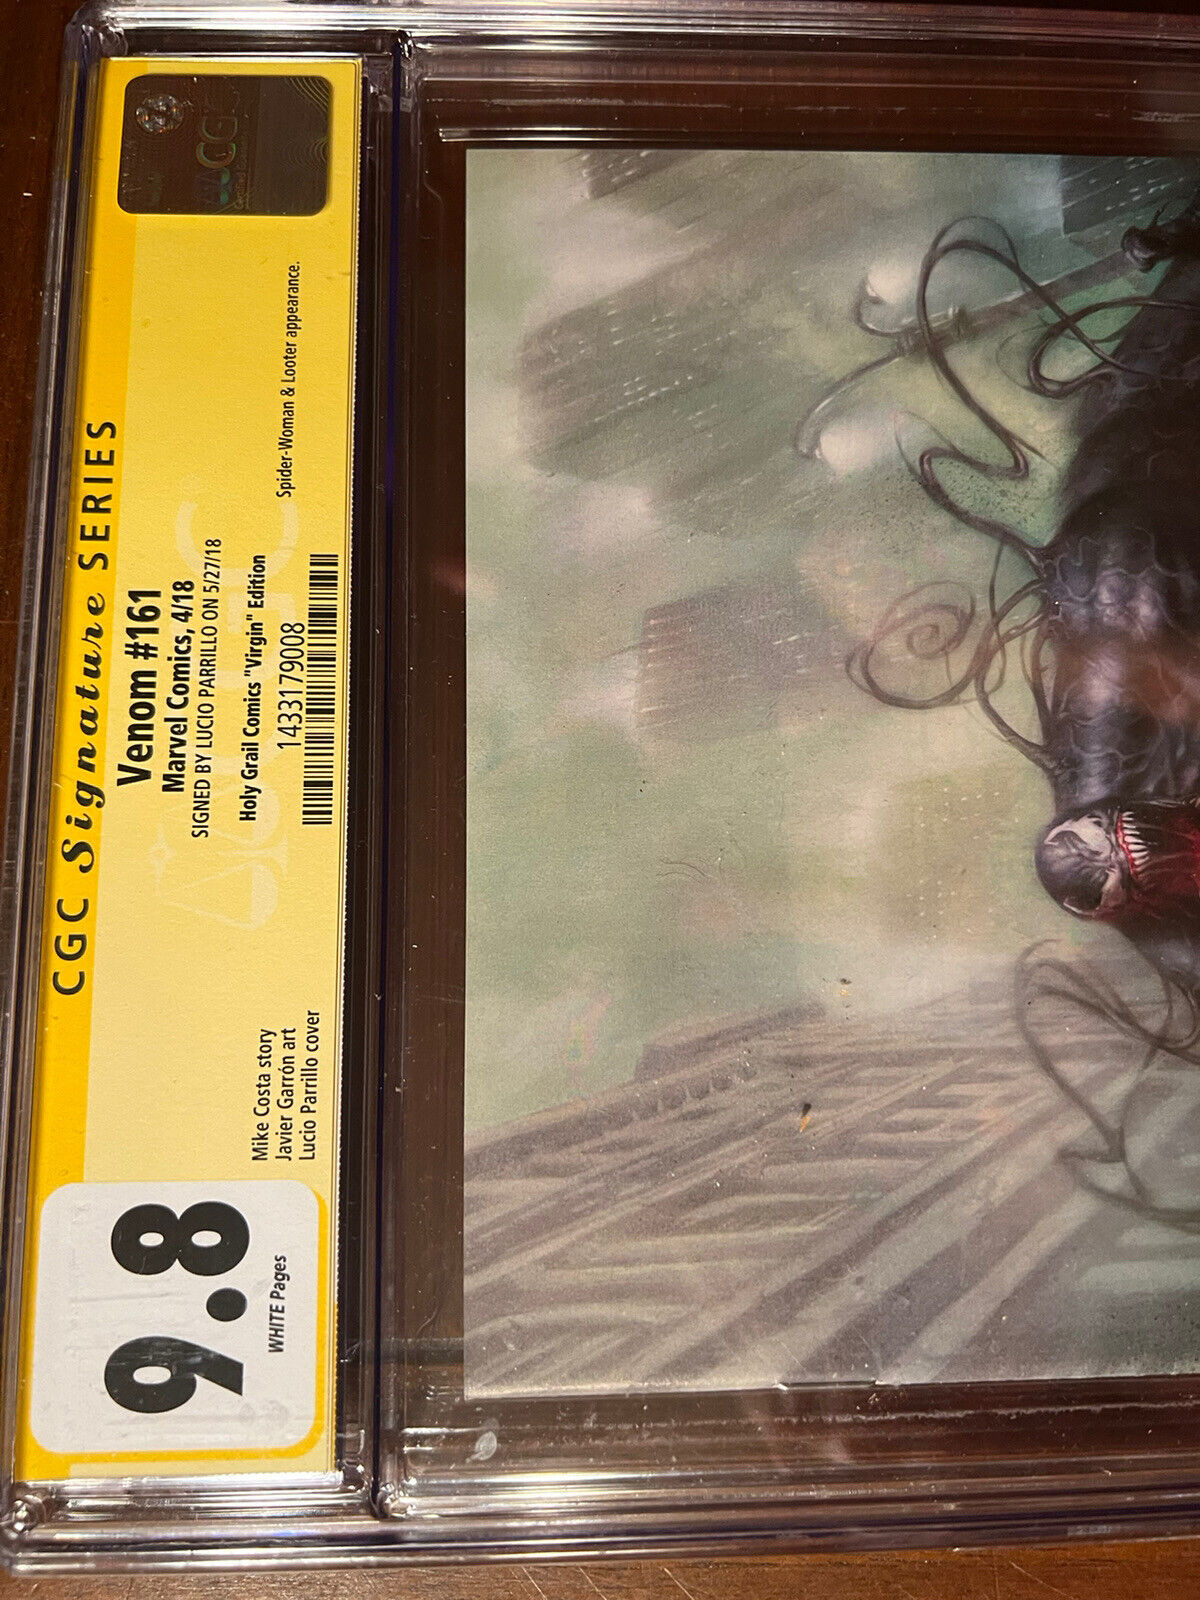 CGC Signature SERIES
Venom #161
Marvel Comics, 4/18
SIGNED BY LUCIO PARRILLO ON 5/27/18
Holy Grail Comics "Virgin" Edition
1433179008
Spider-Woman & Looter appearance.
Mike Costa story
Javier Garrón art
Lucio Parrillo cover
9.8
WHITE Pages
CGC